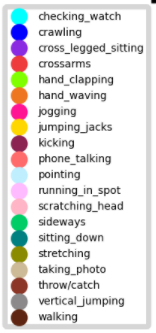 checking_watch
crawling
cross_legged_sitting
crossarms
hand_clapping
hand_waving
jogging
jumping_jacks
kicking
phone_talking
pointing
running_in_spot
scratching_head
sideways
sitting_down
stretching
taking_photo
throw/catch
vertical_jumping
walking